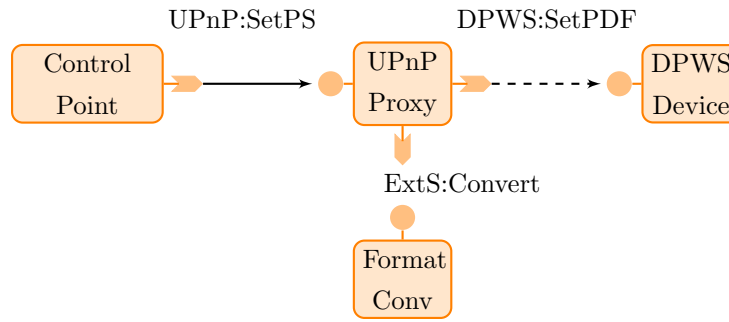 UPnP:SetPS
DPWS:SetPDF
Control
Point
UPnP
Proxy
DPWS
Device
ExtS:Convert
Format
Conv